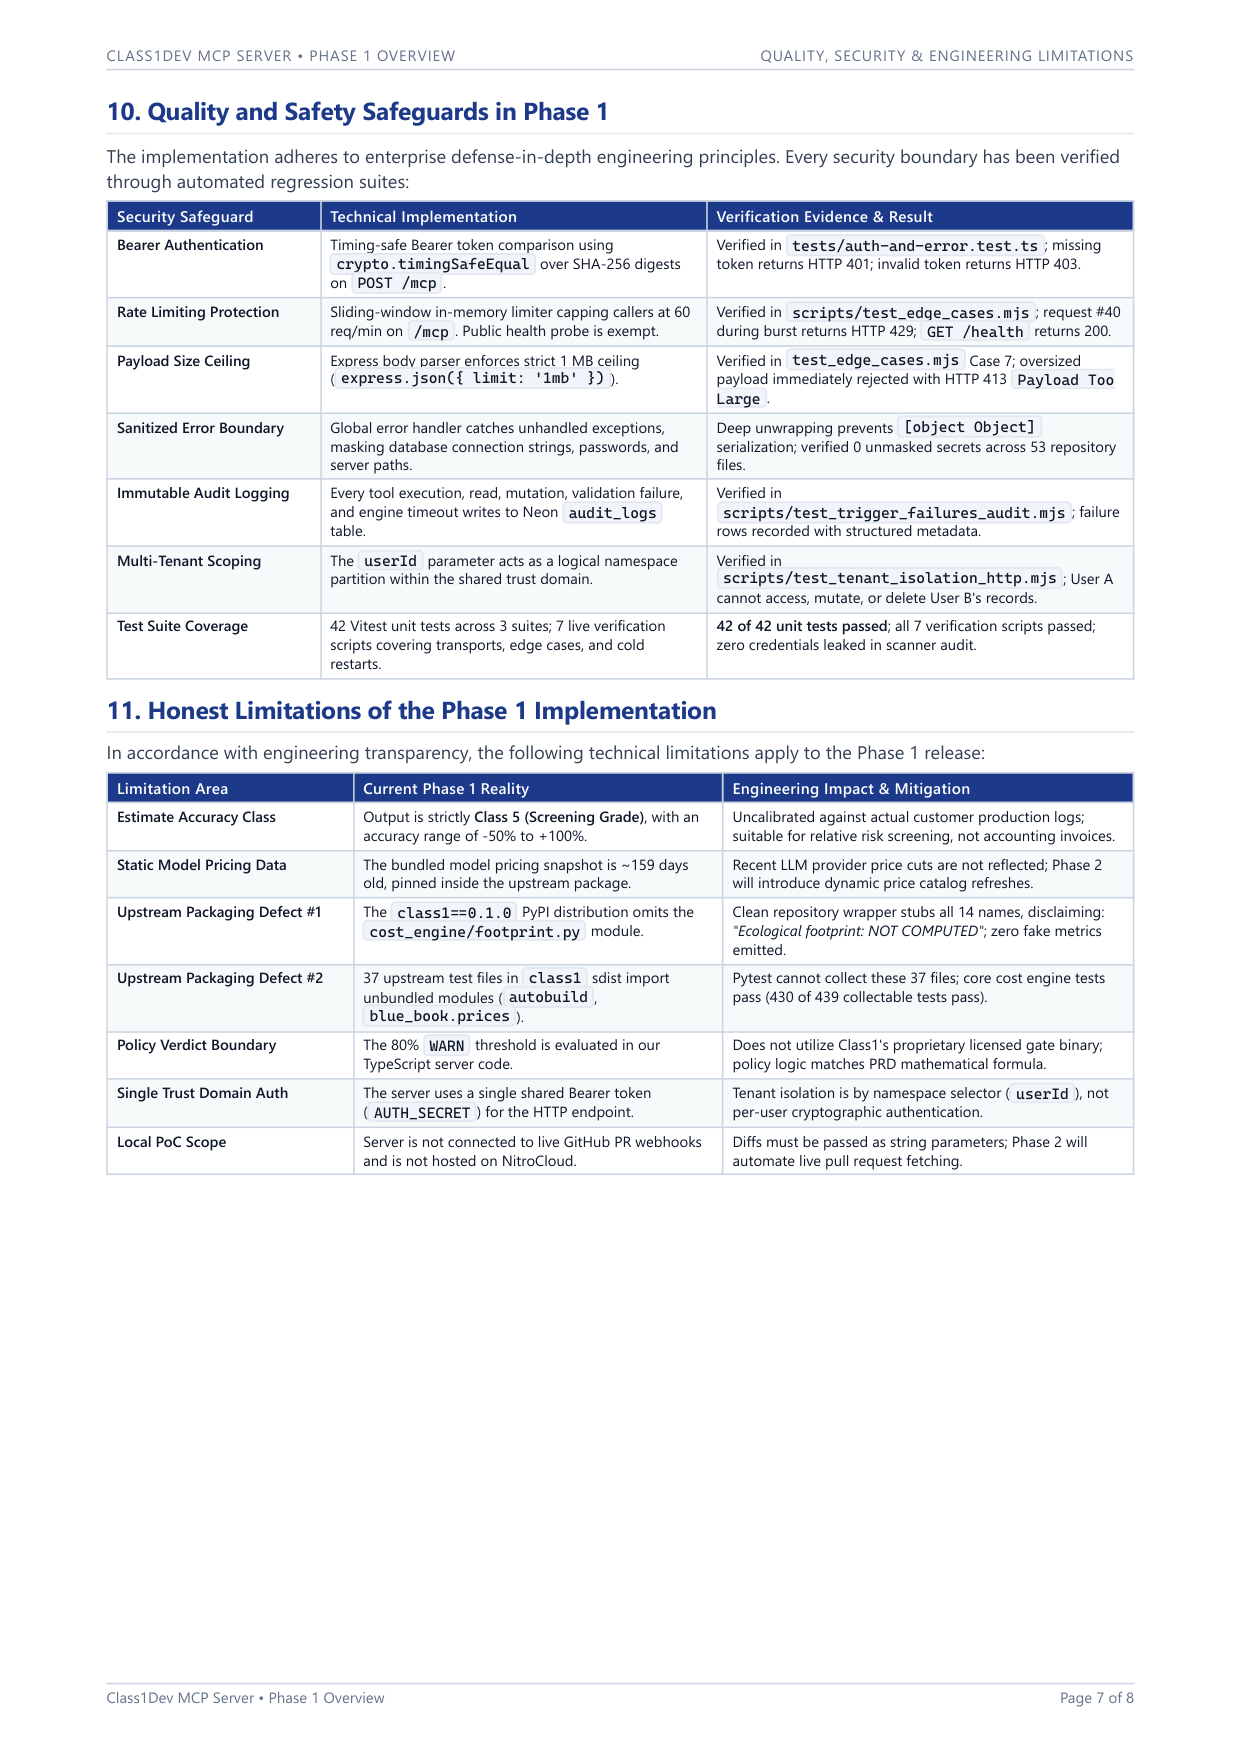 CLASS1DEV MCP SERVER • PHASE 1 OVERVIEW
QUALITY, SECURITY & ENGINEERING LIMITATIONS
10. Quality and Safety Safeguards in Phase 1
The implementation adheres to enterprise defense-in-depth engineering principles. Every security boundary has been verified
through automated regression suites:
Security Safeguard
Technical Implementation
Verification Evidence & Result
Bearer Authentication
Timing-safe Bearer token comparison using
crypto.timingSafeEqual over SHA-256 digests
on POST /mcp.
Verified in tests/auth-and-error.test.ts; missing
token returns HTTP 401; invalid token returns HTTP 403.
Rate Limiting Protection
Sliding-window in-memory limiter capping callers at 60
req/min on /mcp. Public health probe is exempt.
Verified in scripts/test_edge_cases.mjs; request #40
during burst returns HTTP 429; GET /health returns 200.
Payload Size Ceiling
Express body parser enforces strict 1 MB ceiling
(express.json({ limit: '1mb' })).
Verified in test_edge_cases.mjs Case 7; oversized
payload immediately rejected with HTTP 413 Payload Too
Large.
Sanitized Error Boundary
Global error handler catches unhandled exceptions,
masking database connection strings, passwords, and
server paths.
Deep unwrapping prevents [object Object]
serialization; verified 0 unmasked secrets across 53 repository
files.
Immutable Audit Logging
Every tool execution, read, mutation, validation failure,
and engine timeout writes to Neon audit_logs
table.
Verified in
scripts/test_trigger_failures_audit.mjs; failure
rows recorded with structured metadata.
Multi-Tenant Scoping
The userId parameter acts as a logical namespace
partition within the shared trust domain.
Verified in
scripts/test_tenant_isolation_http.mjs; User A
cannot access, mutate, or delete User B's records.
Test Suite Coverage
42 Vitest unit tests across 3 suites; 7 live verification
scripts covering transports, edge cases, and cold
restarts.
42 of 42 unit tests passed; all 7 verification scripts passed;
zero credentials leaked in scanner audit.
11. Honest Limitations of the Phase 1 Implementation
In accordance with engineering transparency, the following technical limitations apply to the Phase 1 release:
Limitation Area
Current Phase 1 Reality
Engineering Impact & Mitigation
Estimate Accuracy Class
Output is strictly Class 5 (Screening Grade), with an
accuracy range of -50% to +100%.
Uncalibrated against actual customer production logs;
suitable for relative risk screening, not accounting invoices.
Static Model Pricing Data
The bundled model pricing snapshot is ~159 days
old, pinned inside the upstream package.
Recent LLM provider price cuts are not reflected; Phase 2
will introduce dynamic price catalog refreshes.
Upstream Packaging Defect #1
The class1==0.1.0 PyPI distribution omits the
cost_engine/footprint.py module.
Clean repository wrapper stubs all 14 names, disclaiming:
"Ecological footprint: NOT COMPUTED"; zero fake metrics
emitted.
Upstream Packaging Defect #2
37 upstream test files in class1 sdist import
unbundled modules (autobuild,
blue_book.prices).
Pytest cannot collect these 37 files; core cost engine tests
pass (430 of 439 collectable tests pass).
Policy Verdict Boundary
The 80% WARN threshold is evaluated in our
TypeScript server code.
Does not utilize Class1's proprietary licensed gate binary;
policy logic matches PRD mathematical formula.
Single Trust Domain Auth
The server uses a single shared Bearer token
(AUTH_SECRET) for the HTTP endpoint.
Tenant isolation is by namespace selector (userId), not
per-user cryptographic authentication.
Local PoC Scope
Server is not connected to live GitHub PR webhooks
and is not hosted on NitroCloud.
Diffs must be passed as string parameters; Phase 2 will
automate live pull request fetching.
Class1Dev MCP Server • Phase 1 Overview
Page 7 of 8